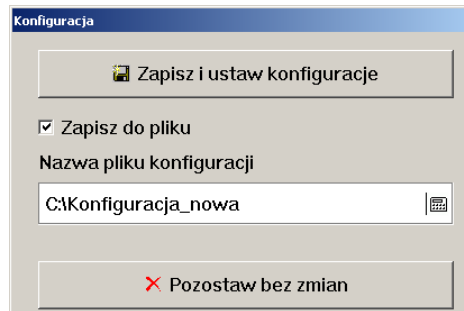 Konfiguracja
Zapisz i ustaw konfiguracje
Zapisz do pliku
Nazwa pliku konfiguracji
C:\Konfiguracja_nowa
Pozostaw bez zmian